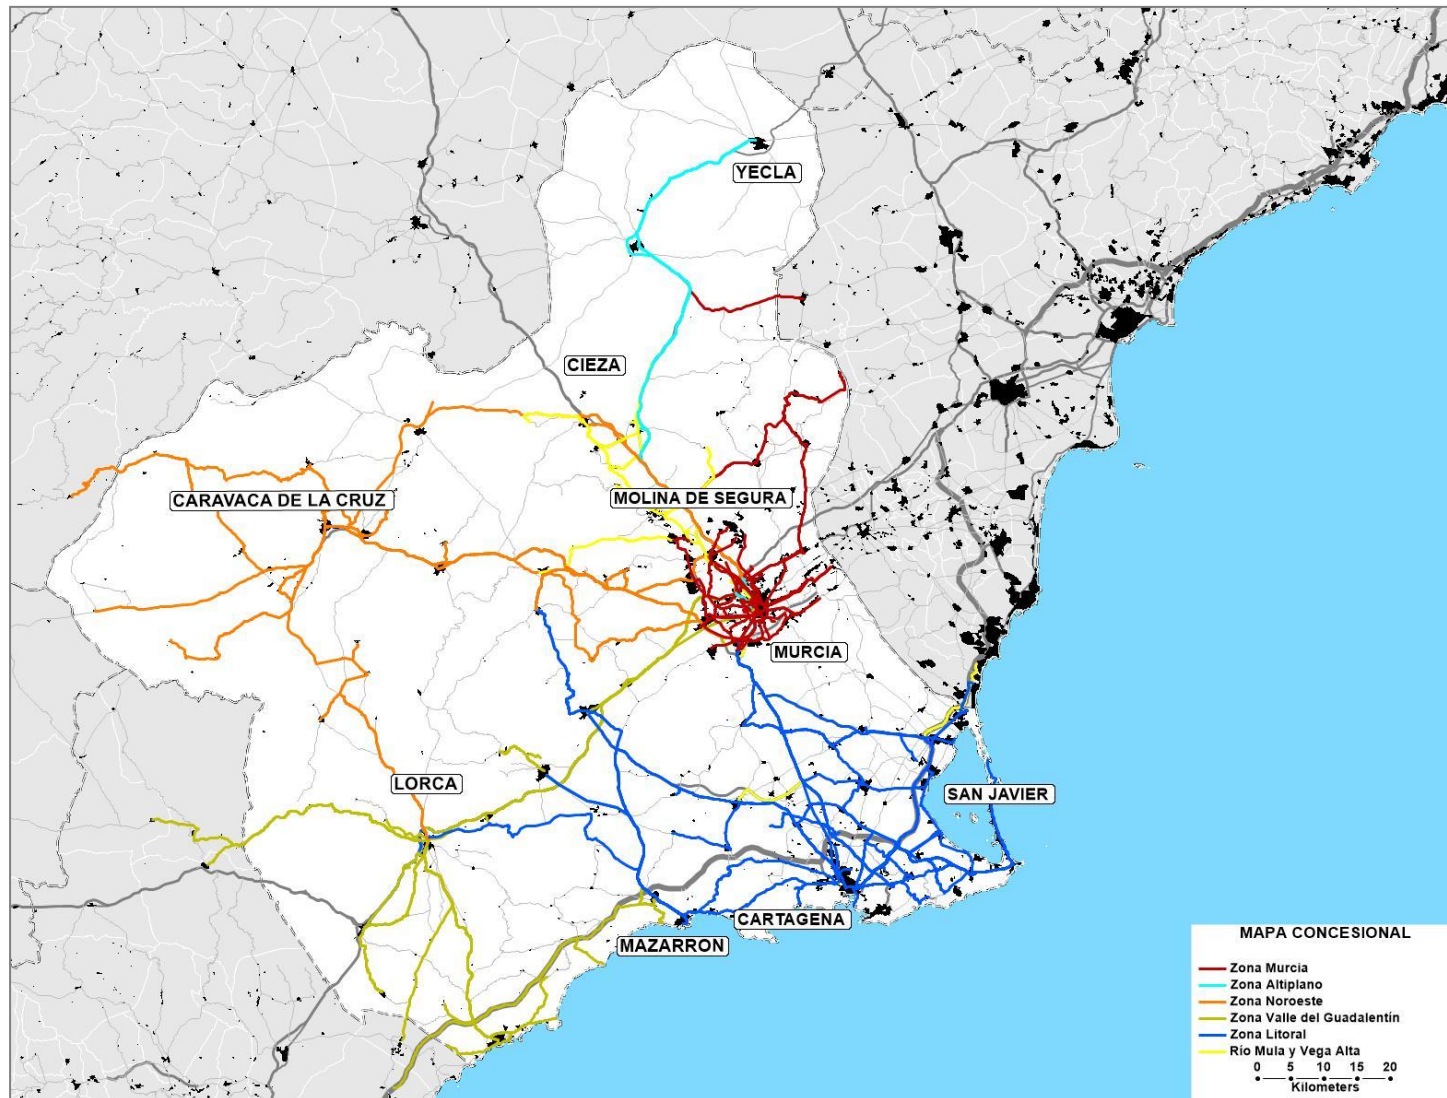 YECLA
CIEZA
CARAVACA DE LA CRUZ
MOLINA DE SEGURA
MURCIA
LORCA
SAN JAVIER
CARTAGENA
MAZARRON
MAPA CONCESIONAL
Zona Murcia
Zona Altiplano
Zona Noroeste
Zona Valle del Guadalentín
Zona Litoral
Río Mula y Vega Alta
0 5 10 15 20
Kilometers